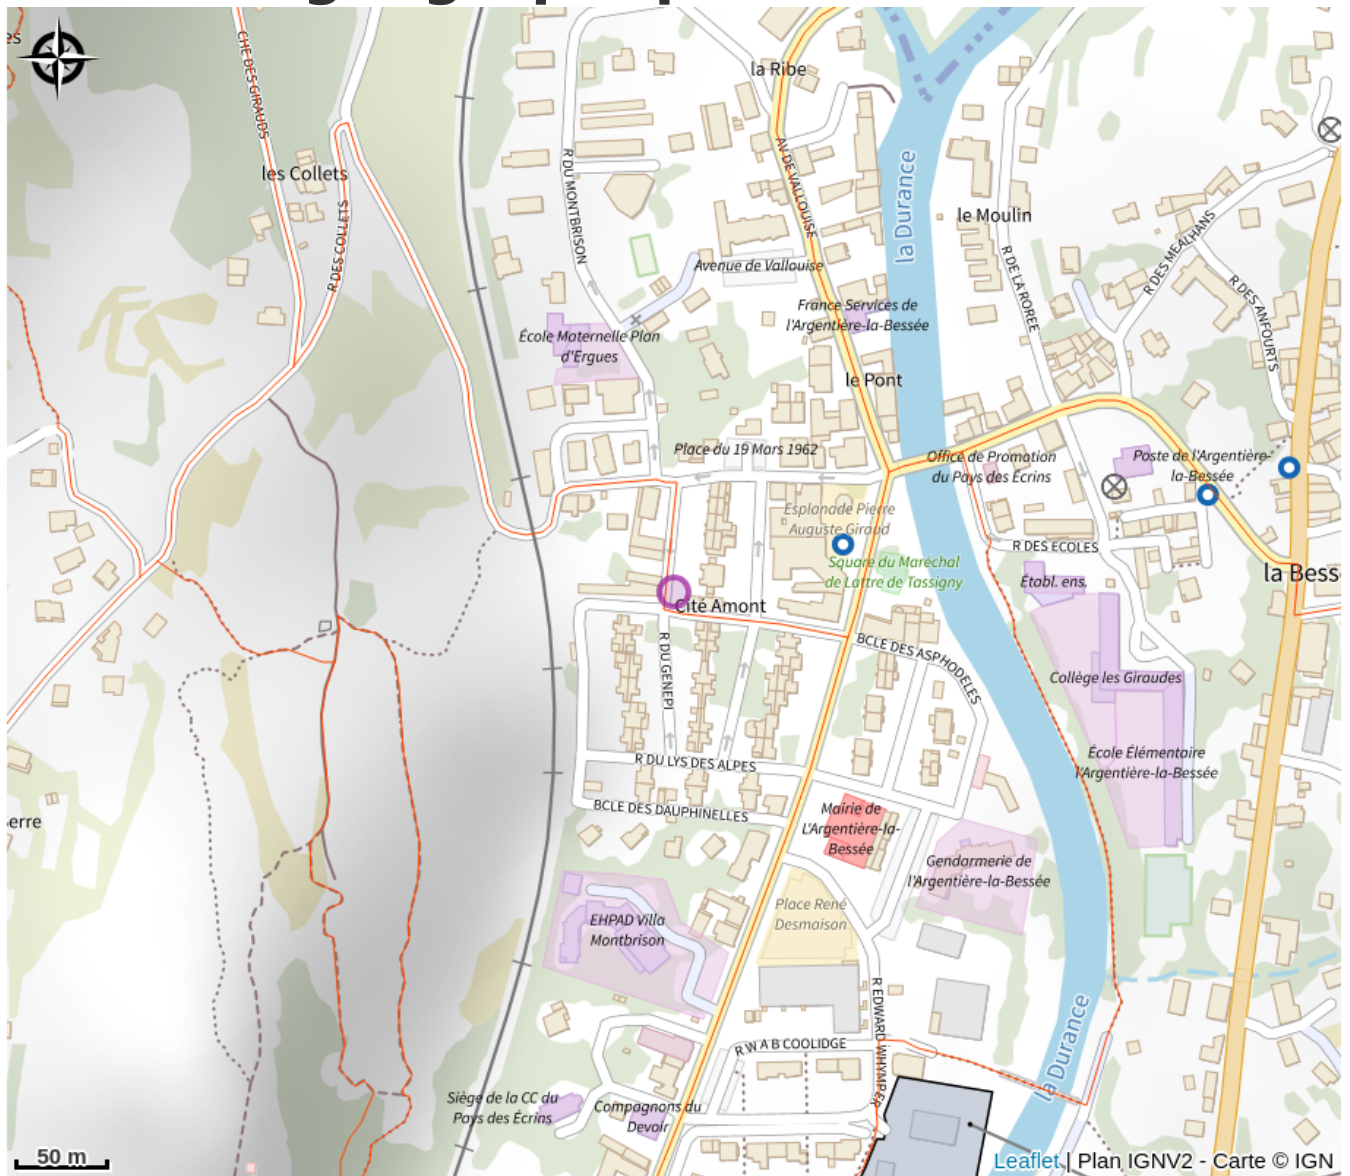 la Ribe
CHE DES GIRAUDS
les Collets
R DES COLLETS
R DU MONTBRISON
AV DE VALLOUISE
la Durance
le Moulin
R DE LA ROREE
R DES MEALHANS
R DES ANFOURTS
Avenue de Vallouise
France Services de
l'Argentière-la-Bessée
École Maternelle Plan
d'Ergues
le Pont
Place du 19 Mars 1962
Office de Promotion
du Pays des Écrins
Poste de l'Argentière-
la-Bessée
Esplanade Pierre
Auguste Giraud
Square du Maréchal
de Lattre de Tassigny
R DES ECOLES
la Bess
Établ. ens.
Cité Amont
R DU GENEPI
BCLE DES ASPHODELES
Collège les Giraudes
École Élémentaire
l'Argentière-la-Bessée
R DU LYS DES ALPES
BCLE DES DAUPHINELLES
Mairie de
L'Argentière-la-
Bessée
Gendarmerie de
l'Argentière-la-Bessée
erre
EHPAD Villa
Montbrison
Place René
Desmaison
R EDWARD WHYMPER
R W A B COOLIDGE
la Durance
Siège de la CC du
Pays des Écrins
Compagnons du
Devoir
50 m
Leaflet | Plan IGNV2 - Carte © IGN